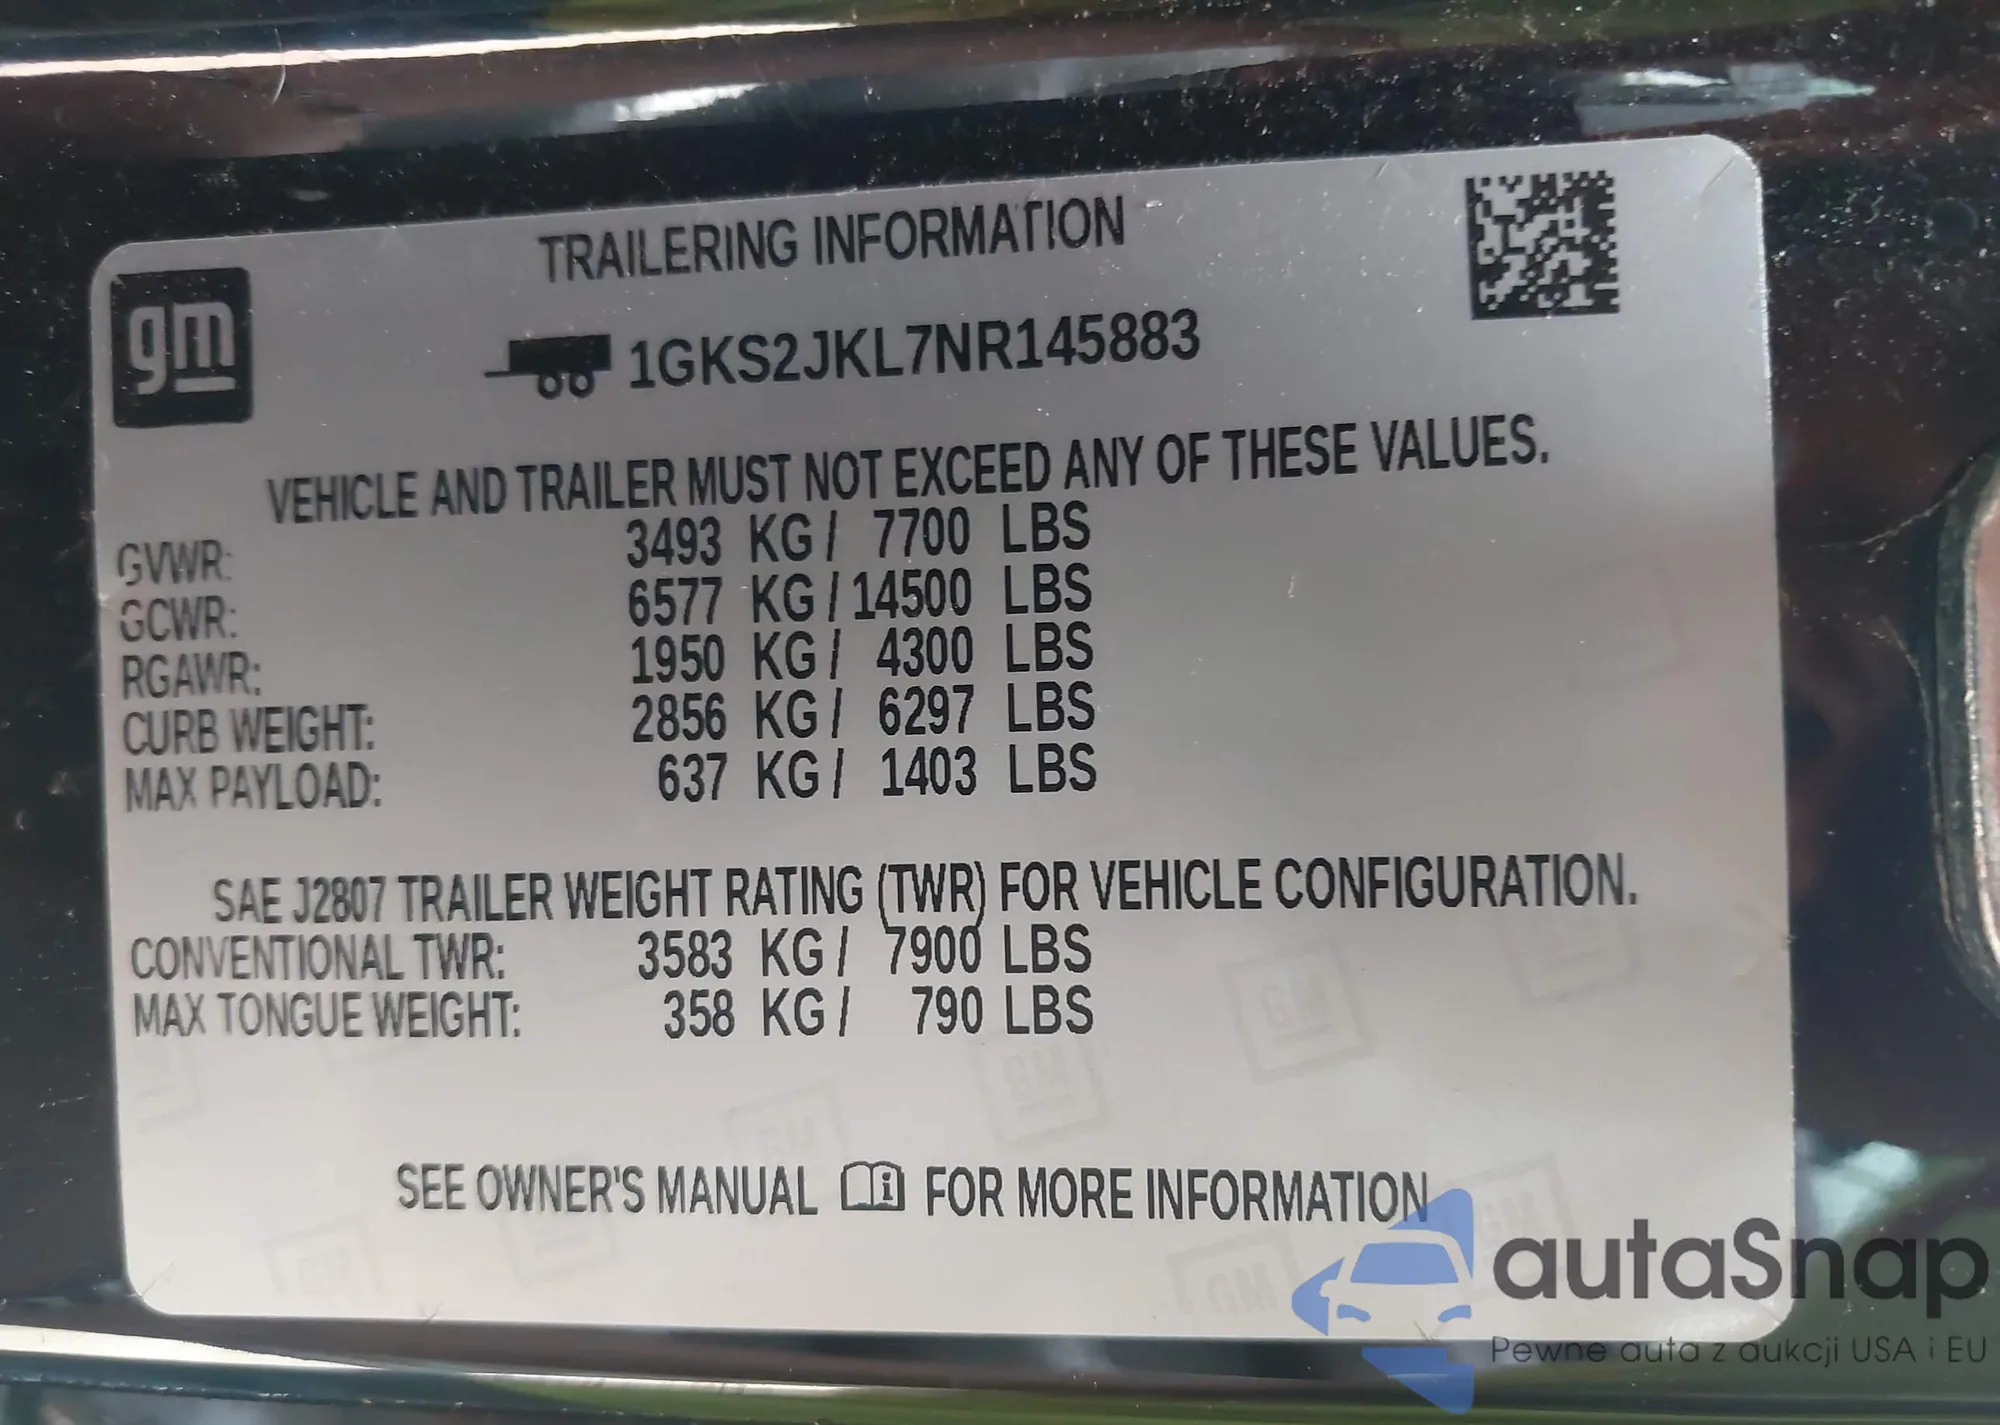 gm
TRAILERING INFORMATION
1GKS2JKL7NR145883
VEHICLE AND TRAILER MUST NOT EXCEED ANY OF THESE VALUES.
GVWR: 3493 KG / 7700 LBS
GCWR: 6577 KG / 14500 LBS
RGAWR: 1950 KG / 4300 LBS
CURB WEIGHT: 2856 KG / 6297 LBS
MAX PAYLOAD: 637 KG / 1403 LBS
SAE J2807 TRAILER WEIGHT RATING (TWR) FOR VEHICLE CONFIGURATION.
CONVENTIONAL TWR: 3583 KG / 7900 LBS
MAX TONGUE WEIGHT: 358 KG / 790 LBS
SEE OWNER'S MANUAL i FOR MORE INFORMATION
autaSnap
Pewne auta z aukcji USA i EU